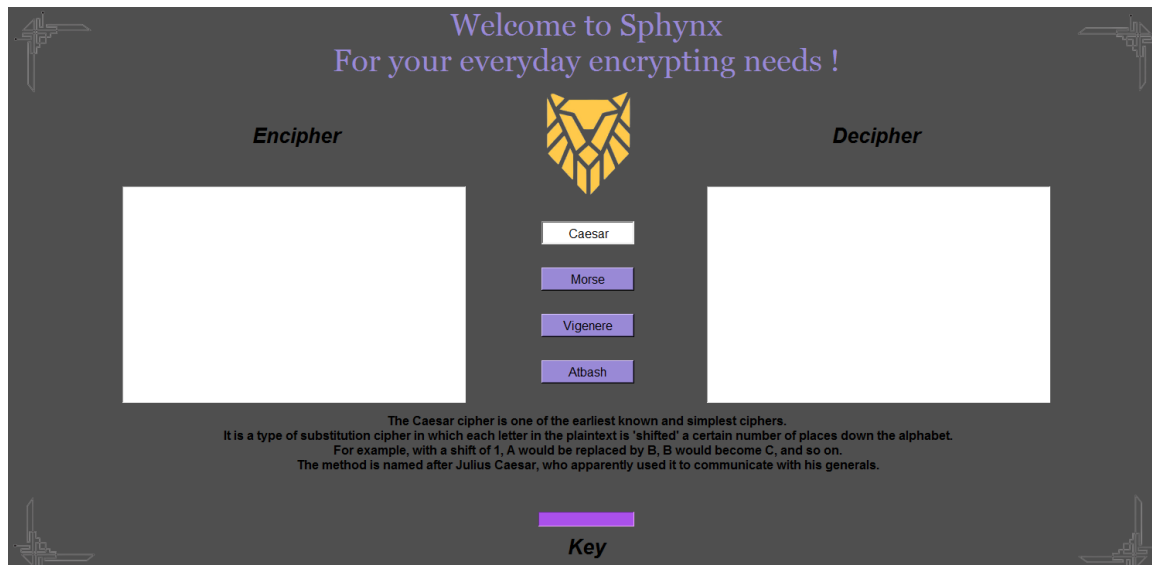 Welcome to Sphynx
For your everyday encrypting needs !
Encipher
Decipher
Caesar
Morse
Vigenere
Atbash
The Caesar cipher is one of the earliest known and simplest ciphers.
It is a type of substitution cipher in which each letter in the plaintext is 'shifted' a certain number of places down the alphabet.
For example, with a shift of 1, A would be replaced by B, B would become C, and so on.
The method is named after Julius Caesar, who apparently used it to communicate with his generals.
Key